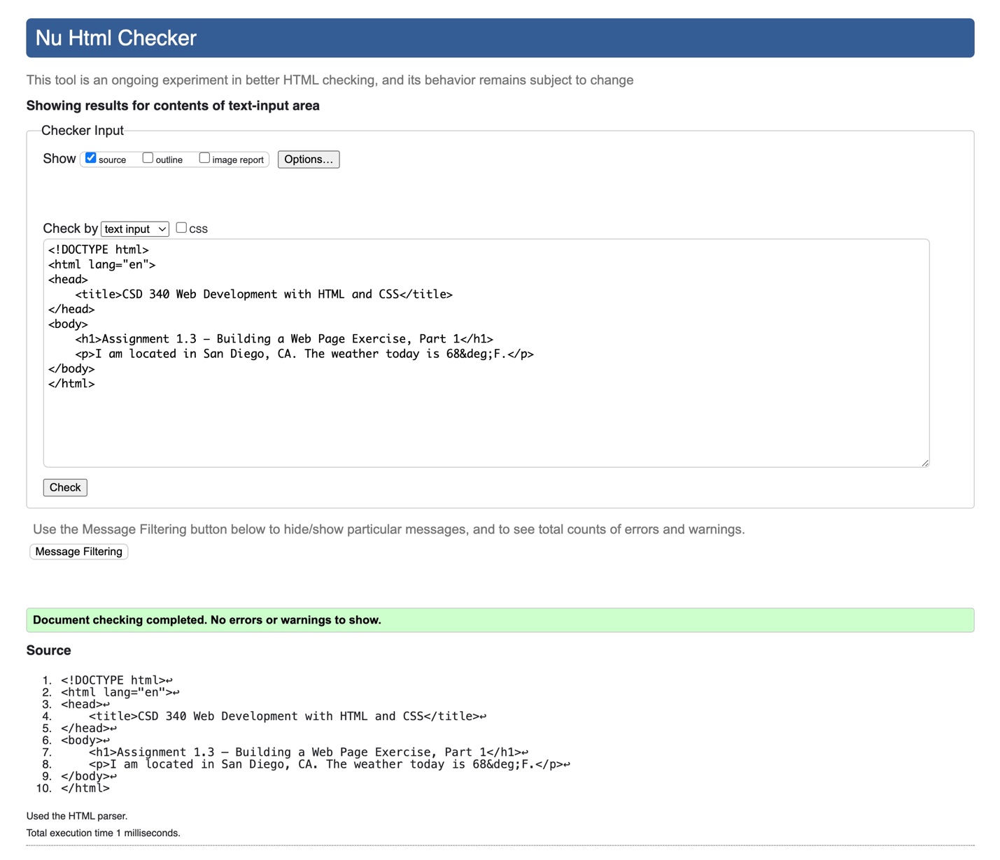 Nu Html Checker
This tool is an ongoing experiment in better HTML checking, and its behavior remains subject to change
Showing results for contents of text-input area
Checker Input
Show source outline image report Options...
Check by text input CSS
<!DOCTYPE html>
<html lang="en">
<head>
    <title>CSD 340 Web Development with HTML and CSS</title>
</head>
<body>
    <h1>Assignment 1.3 – Building a Web Page Exercise, Part 1</h1>
    <p>I am located in San Diego, CA. The weather today is 68&deg;F.</p>
</body>
</html>
Check
Use the Message Filtering button below to hide/show particular messages, and to see total counts of errors and warnings.
Message Filtering
Document checking completed. No errors or warnings to show.
Source
1. <!DOCTYPE html>↩
2. <html lang="en">↩
3. <head>↩
4.     <title>CSD 340 Web Development with HTML and CSS</title>↩
5. </head>↩
6. <body>↩
7.     <h1>Assignment 1.3 – Building a Web Page Exercise, Part 1</h1>↩
8.     <p>I am located in San Diego, CA. The weather today is 68&deg;F.</p>↩
9. </body>↩
10. </html>
Used the HTML parser.
Total execution time 1 milliseconds.